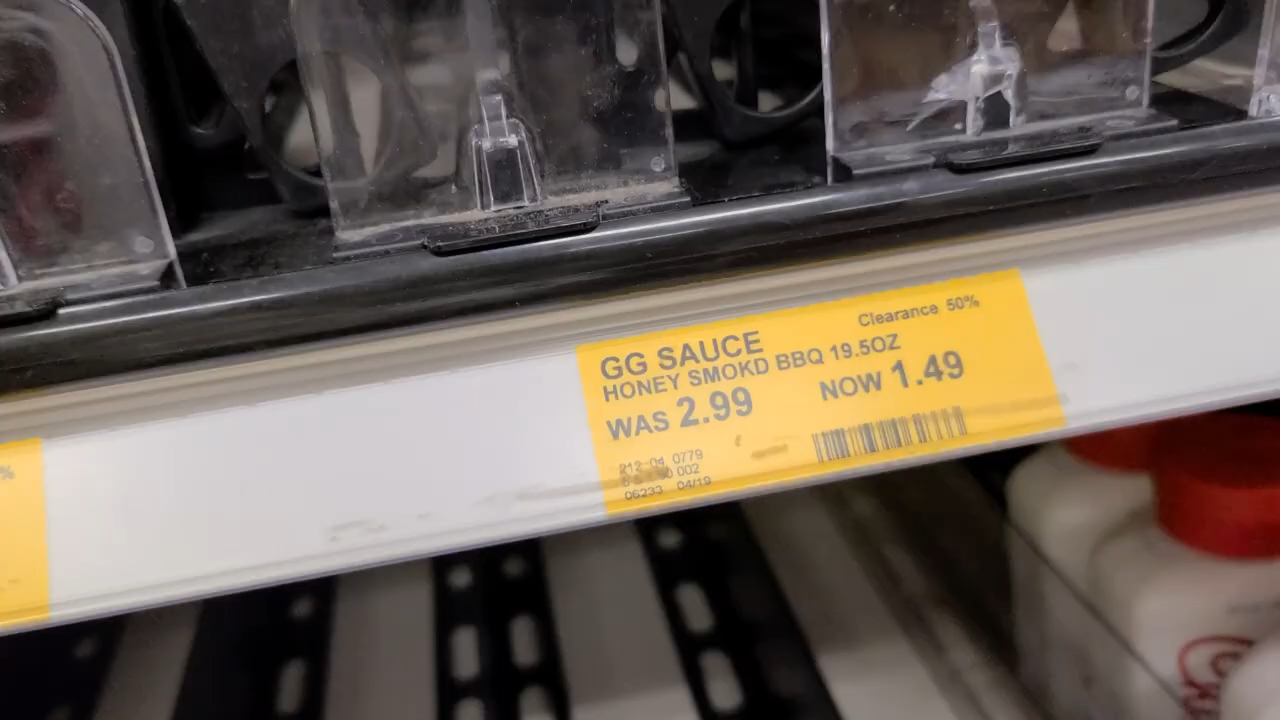 %
Clearance 50%
GG SAUCE
HONEY SMOKD BBQ 19.5OZ
WAS 2.99 NOW 1.49
212 04 0779
002
06233 04/19